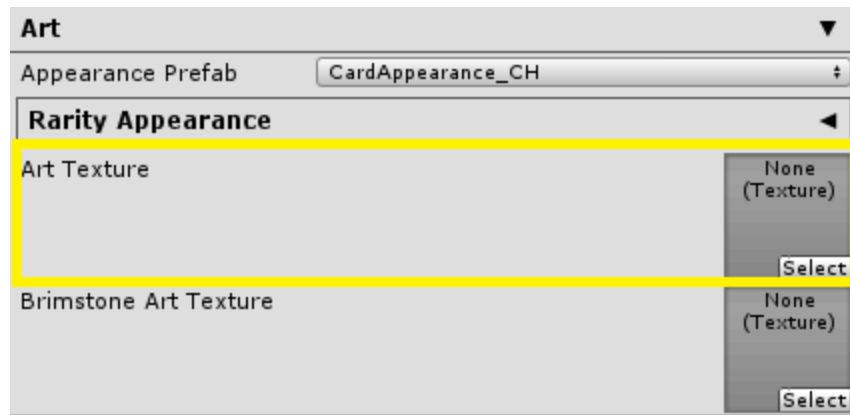 Art
Appearance Prefab CardAppearance_CH
Rarity Appearance
Art Texture
None
(Texture)
Select
Brimstone Art Texture
None
(Texture)
Select